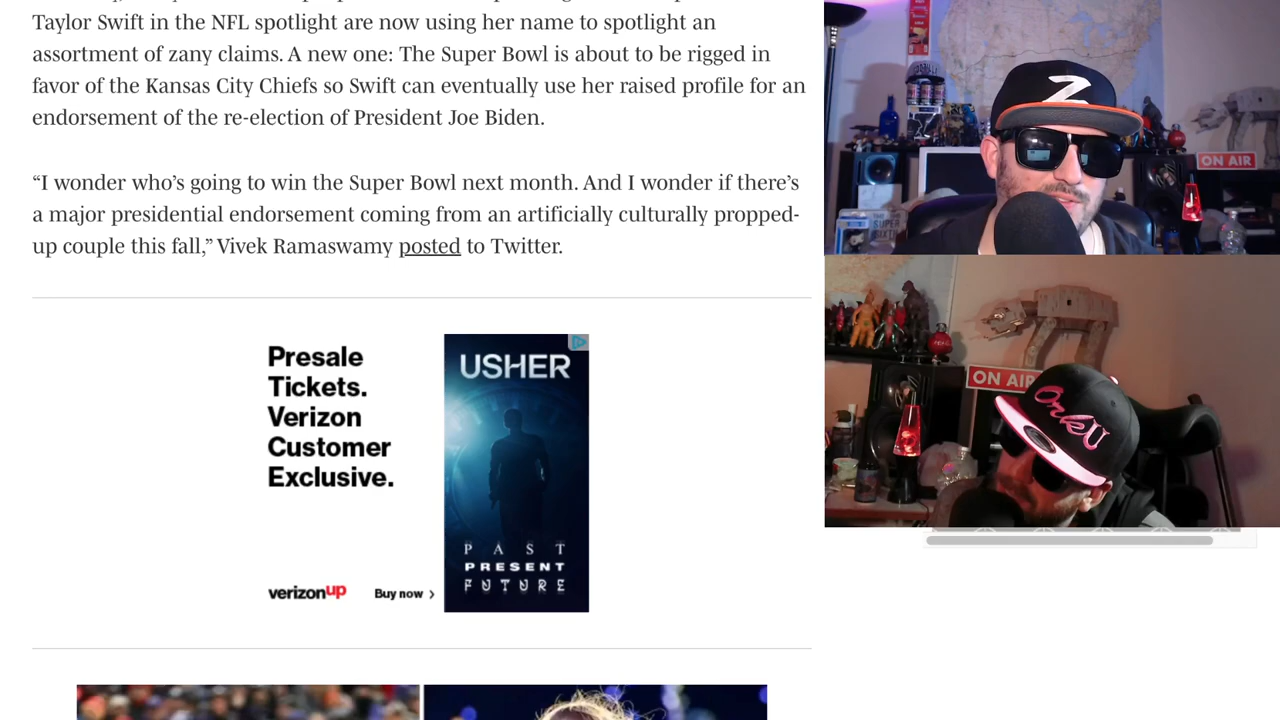 Taylor Swift in the NFL spotlight are now using her name to spotlight an
assortment of zany claims. A new one: The Super Bowl is about to be rigged in
favor of the Kansas City Chiefs so Swift can eventually use her raised profile for an
endorsement of the re-election of President Joe Biden.
“I wonder who’s going to win the Super Bowl next month. And I wonder if there’s
a major presidential endorsement coming from an artificially culturally propped-
up couple this fall,” Vivek Ramaswamy posted to Twitter.
Presale
Tickets.
Verizon
Customer
Exclusive.
verizonup
Buy now >
USHER
PAST
PRESENT
FUTURE
Z
ON AIR
ON AIR
OrkU